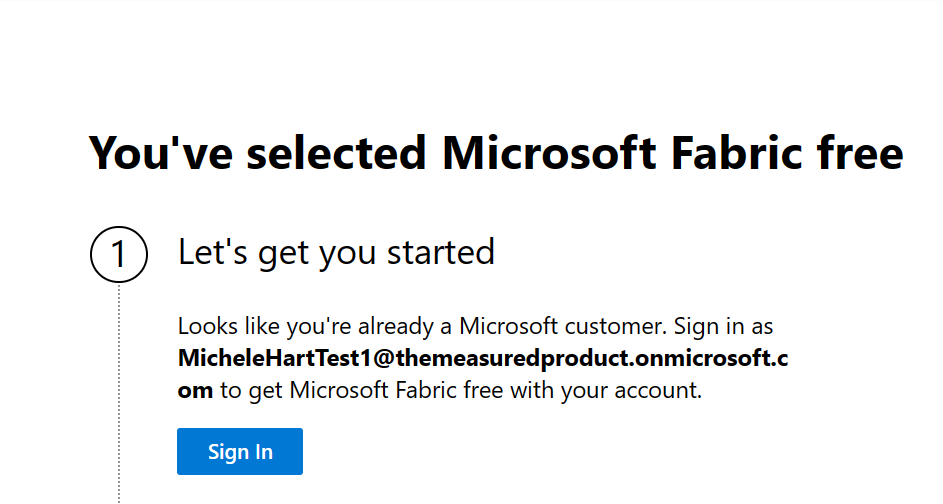 You've selected Microsoft Fabric free
1
Let's get you started
Looks like you're already a Microsoft customer. Sign in as
MicheleHartTest1@themeasuredproduct.onmicrosoft.c
om to get Microsoft Fabric free with your account.
Sign In